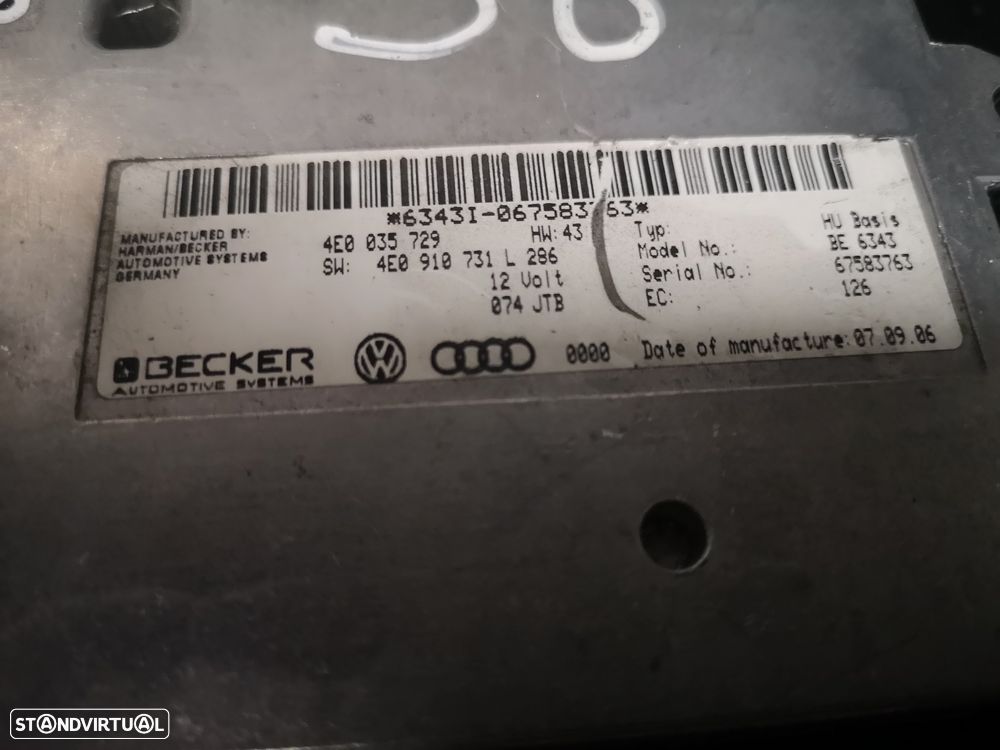 56
*6343I-067583763*
MANUFACTURED BY:
HARMAN/BECKER
AUTOMOTIVE SYSTEMS
GERMANY
4E0 035 729 HW: 43
SW: 4E0 910 731 L 286
12 Volt
074 JTB
Typ: HU Basis
Model No.: BE 6343
Serial No.: 67583763
EC: 126
BECKER
AUTOMOTIVE SYSTEMS
0000 Date of manufacture: 07.09.06
STANDVIRTUAL